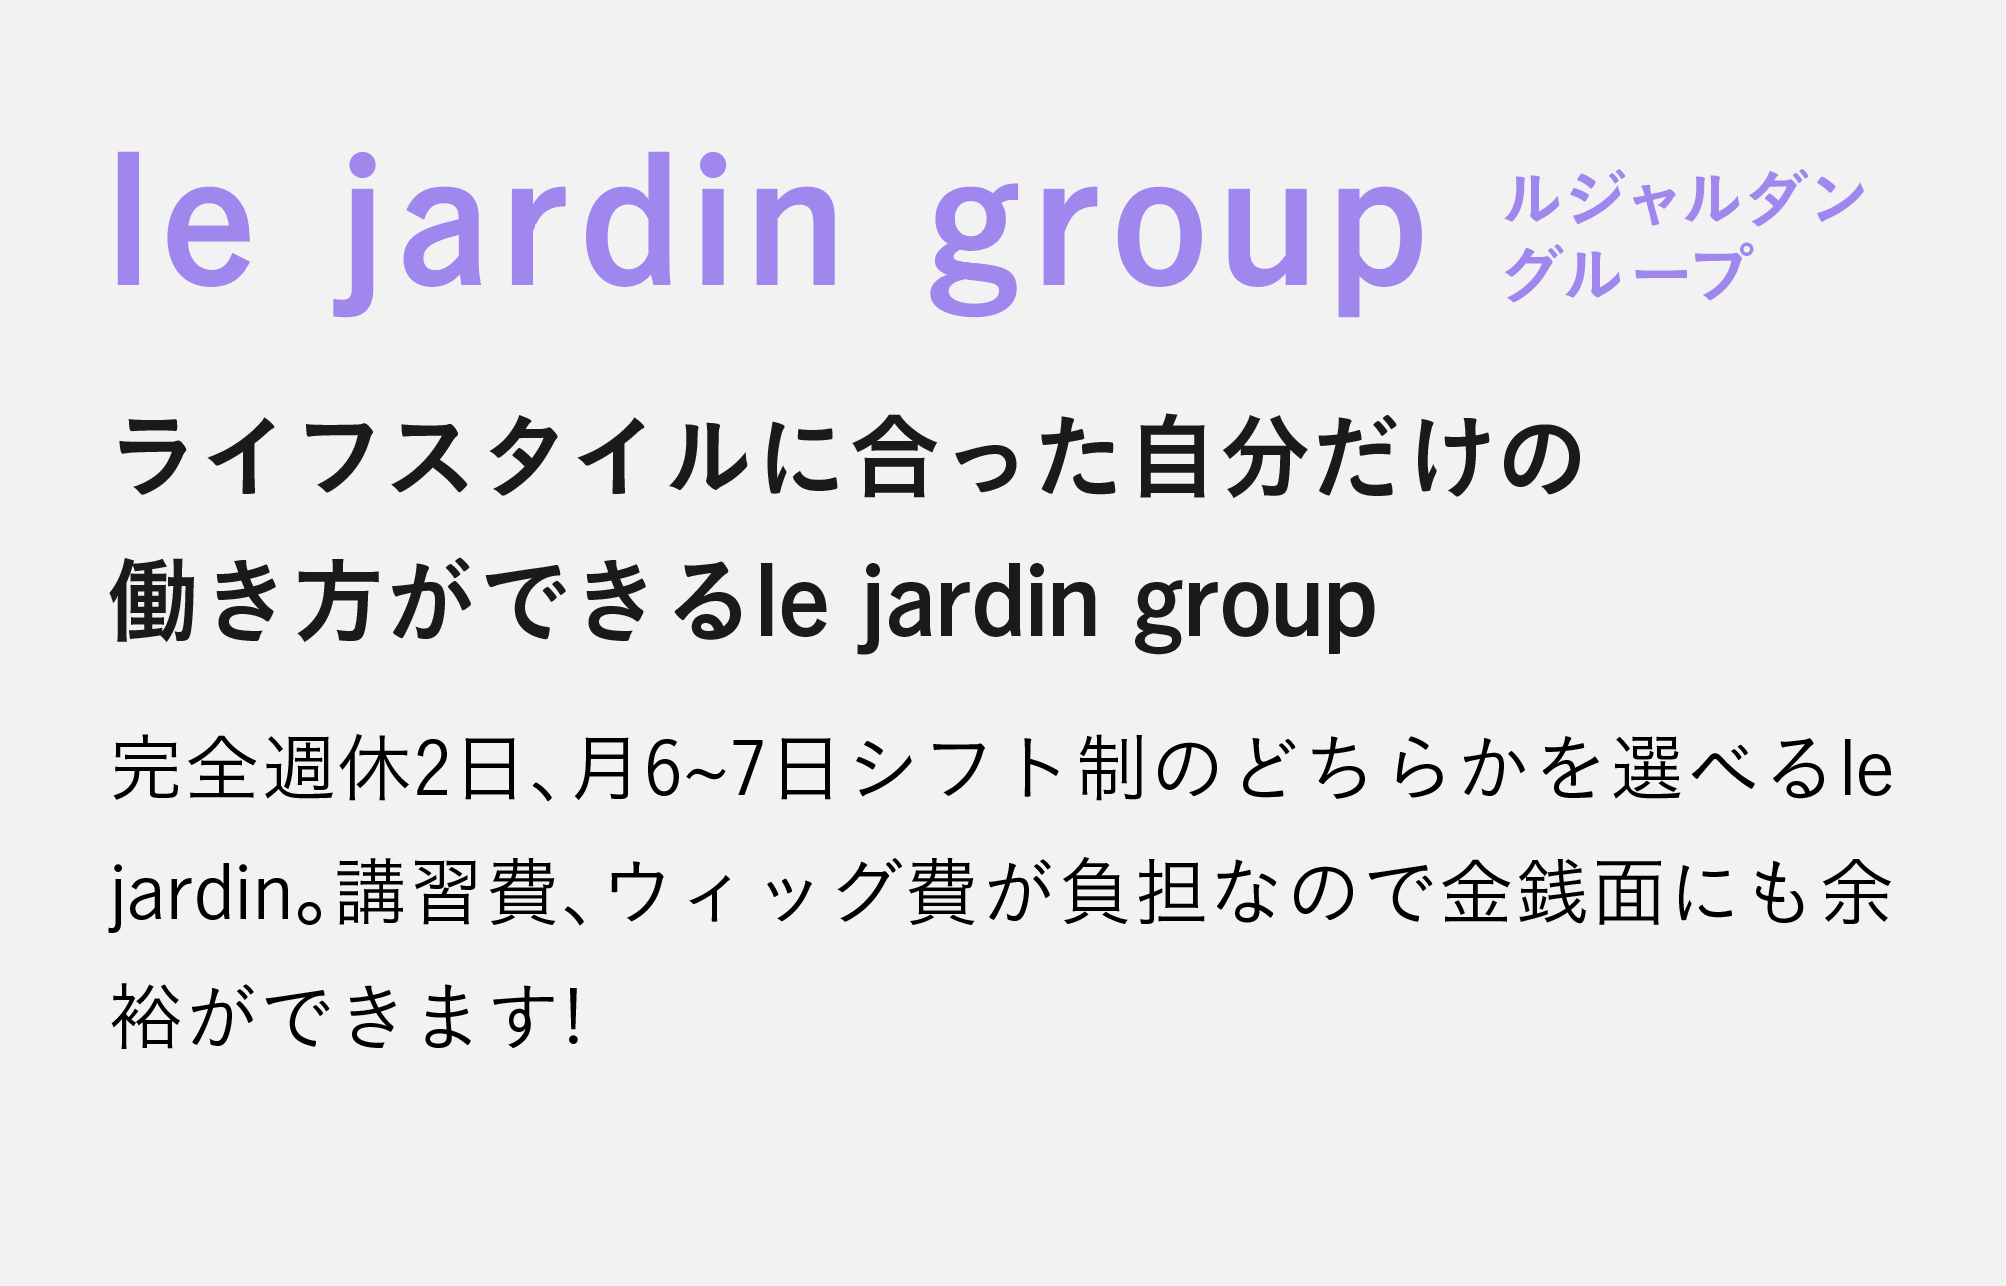 le jardin group
ルジャルダン
グループ
ライフスタイルに合った自分だけの
働き方ができるle jardin group
完全週休2日、月6~7日シフト制のどちらかを選べるle
jardin。講習費、ウィッグ費が負担なので金銭面にも余
裕ができます!